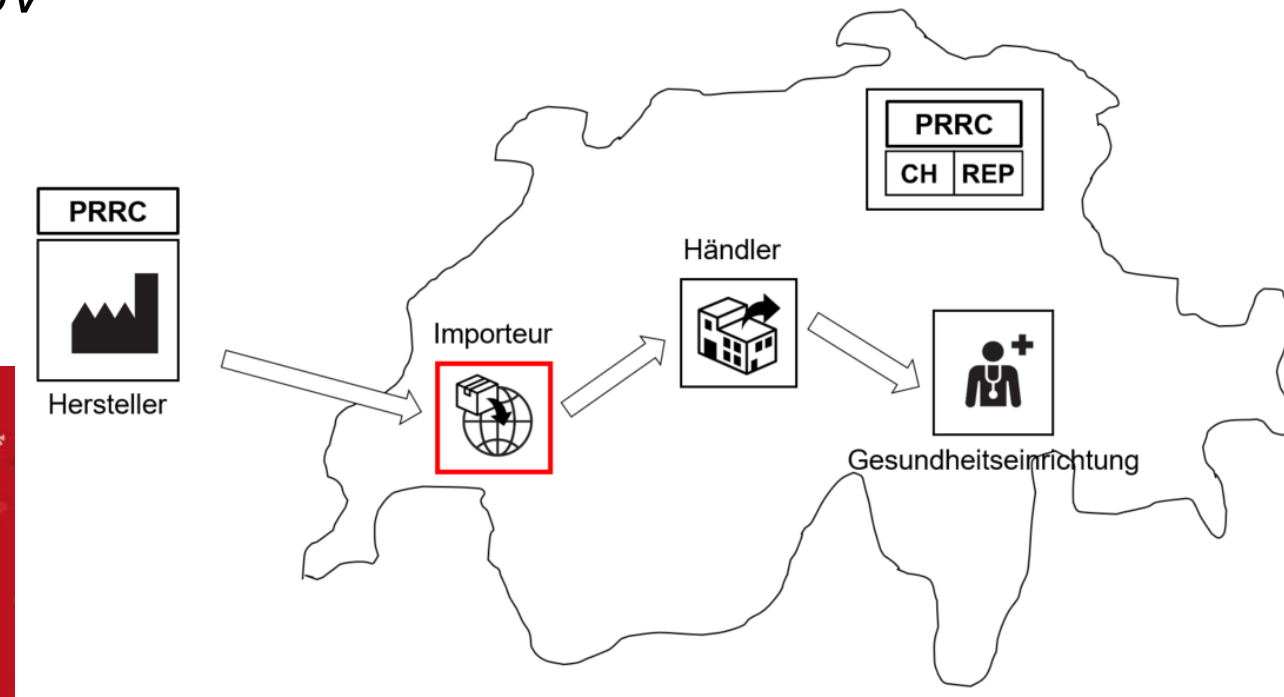 PRRC
CH REP
PRRC
Händler
Importeur
Hersteller
Gesundheitseinrichtung